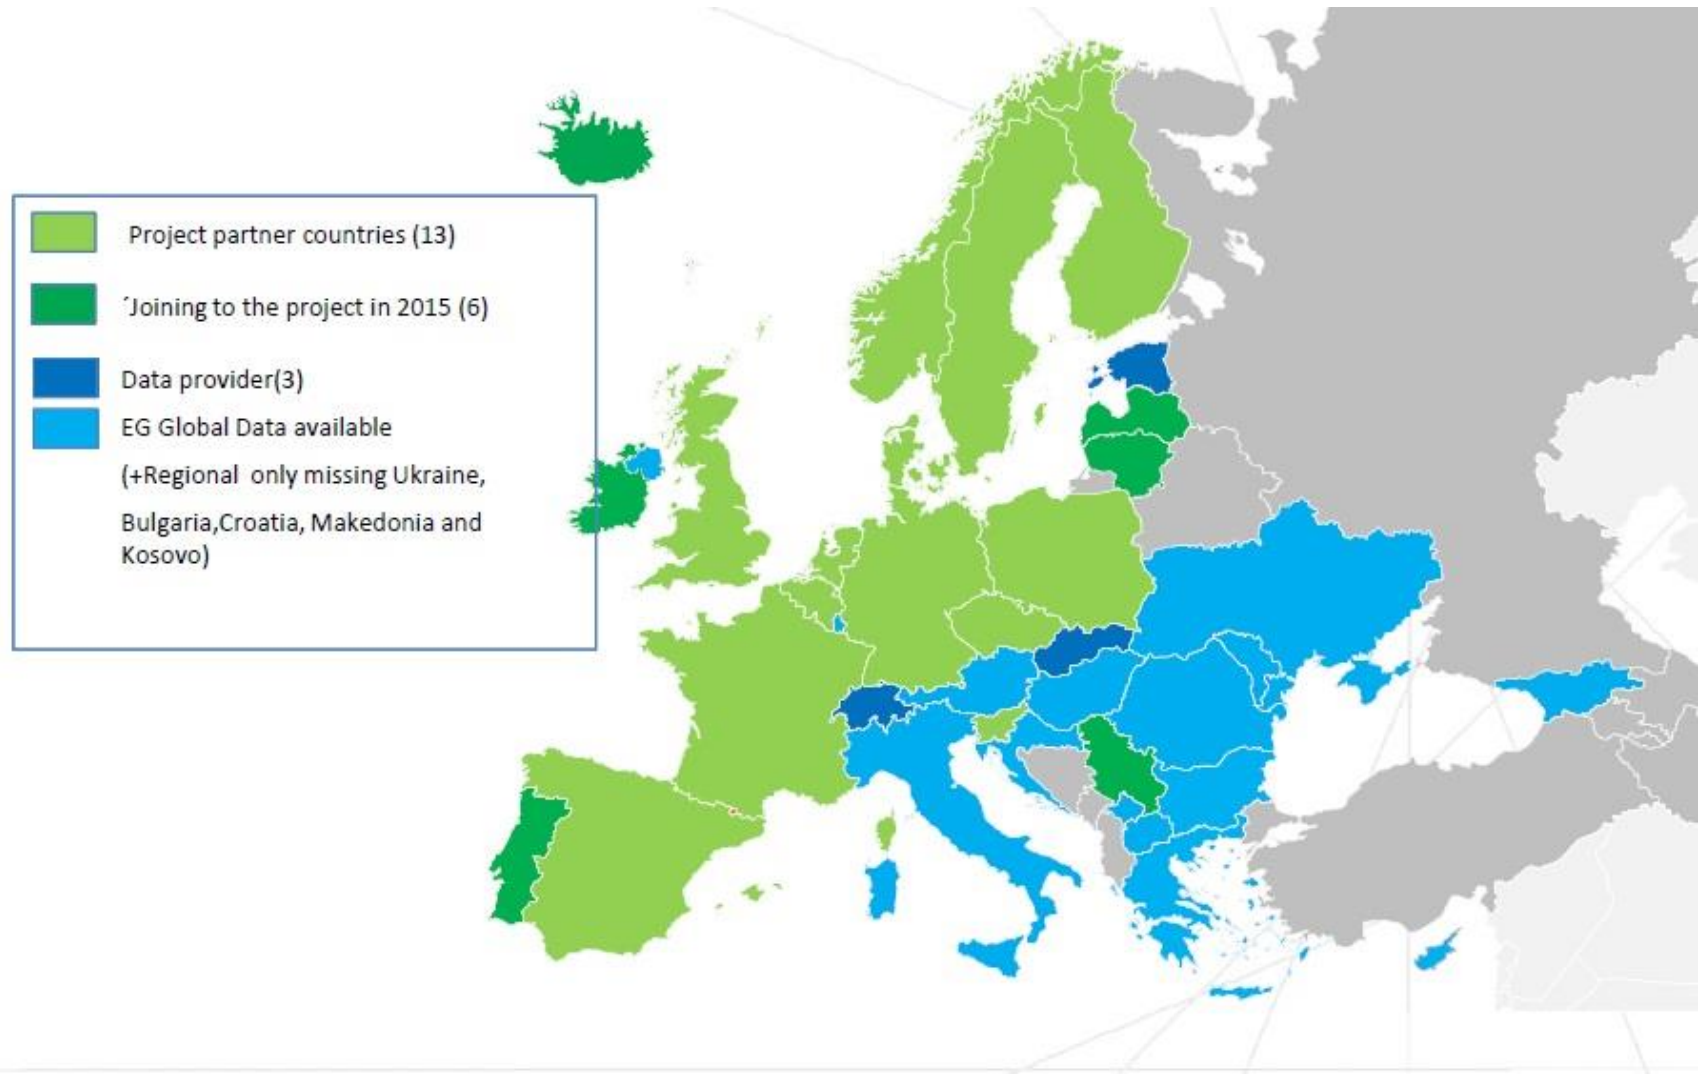 Project partner countries (13)
´Joining to the project in 2015 (6)
Data provider(3)
EG Global Data available
(+Regional  only missing Ukraine,
Bulgaria,Croatia, Makedonia and
Kosovo)